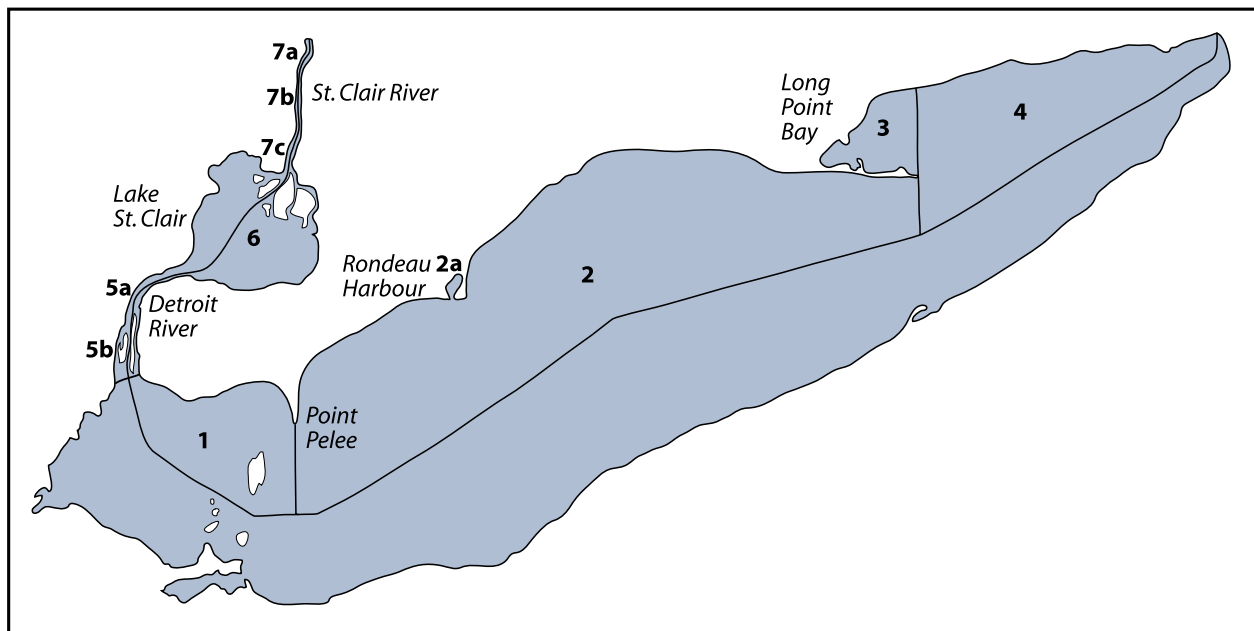 7a
St. Clair River
7b
7c
Long
Point
Bay
3
4
Lake
St. Clair
6
Rondeau
Harbour
2a
2
5a
Detroit
River
5b
1
Point
Pelee